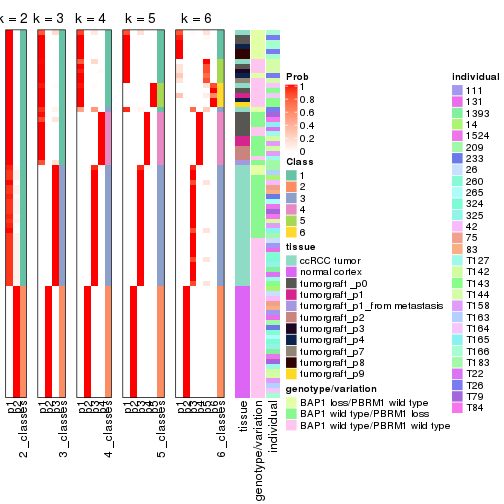 k = 2 k = 3 k = 4 k = 5 k = 6
p1
p2
2_classes
p1
p2
p3
3_classes
p1
p2
p3
p4
4_classes
p1
p2
p3
p4
p5
5_classes
p1
p2
p3
p4
p5
p6
6_classes
tissue
genotype/variation
individual
Prob
1
0.8
0.6
0.4
0.2
0
Class
1
2
3
4
5
6
tissue
ccRCC tumor
normal cortex
tumorgraft_p0
tumorgraft_p1
tumorgraft_p1_from metastasis
tumorgraft_p2
tumorgraft_p3
tumorgraft_p4
tumorgraft_p7
tumorgraft_p8
tumorgraft_p9
genotype/variation
BAP1 loss/PBRM1 wild type
BAP1 wild type/PBRM1 loss
BAP1 wild type/PBRM1 wild type
individual
111
131
1393
14
1524
209
233
26
260
265
324
325
42
75
83
T127
T142
T143
T144
T158
T163
T164
T165
T166
T183
T22
T26
T79
T84